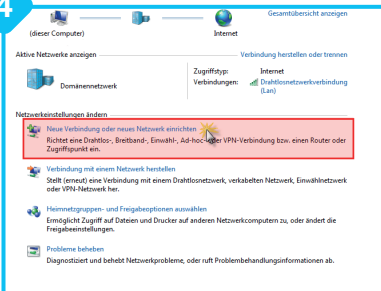 4
Gesamtübersicht anzeigen
(dieser Computer)
Internet
Aktive Netzwerke anzeigen
Verbindung herstellen oder trennen
Domänennetzwerk
Zugriffstyp: Internet
Verbindungen: Drahtlosnetzwerkverbindung
(Lan)
Netzwerkeinstellungen ändern
Neue Verbindung oder neues Netzwerk einrichten
Richtet eine Drahtlos-, Breitband-, Einwähl-, Ad-hoc- oder VPN-Verbindung bzw. einen Router oder
Zugriffspunkt ein.
Verbindung mit einem Netzwerk herstellen
Stellt (erneut) eine Verbindung mit einem Drahtlosnetzwerk, verkabelten Netzwerk, Einwählnetzwerk
oder VPN-Netzwerk her.
Heimnetzgruppen- und Freigabeoptionen auswählen
Ermöglicht Zugriff auf Dateien und Drucker auf anderen Netzwerkcomputern zu, oder ändert die
Freigabeeinstellungen.
Probleme beheben
Diagnostiziert und behebt Netzwerkprobleme, oder ruft Problembehandlungsinformationen ab.